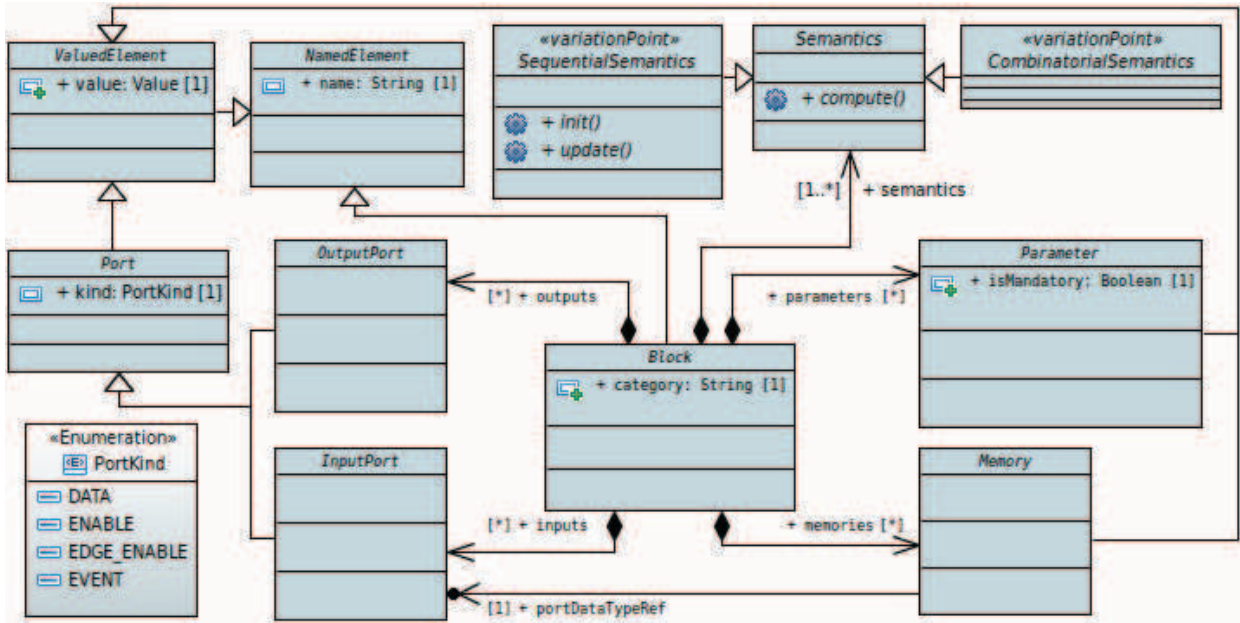 ValuedElement
+ value: Value [1]
NamedElement
+ name: String [1]
«variationPoint»
SequentialSemantics
+ init()
+ update()
Semantics
+ compute()
«variationPoint»
CombinatorialSemantics
[1..*] + semantics
Port
+ kind: PortKind [1]
OutputPort
[*] + outputs
+ parameters [*]
Parameter
+ isMandatory: Boolean [1]
Block
+ category: String [1]
«Enumeration»
<E> PortKind
DATA
ENABLE
EDGE_ENABLE
EVENT
InputPort
[*] + inputs
+ memories [*]
Memory
[1] + portDataTypeRef